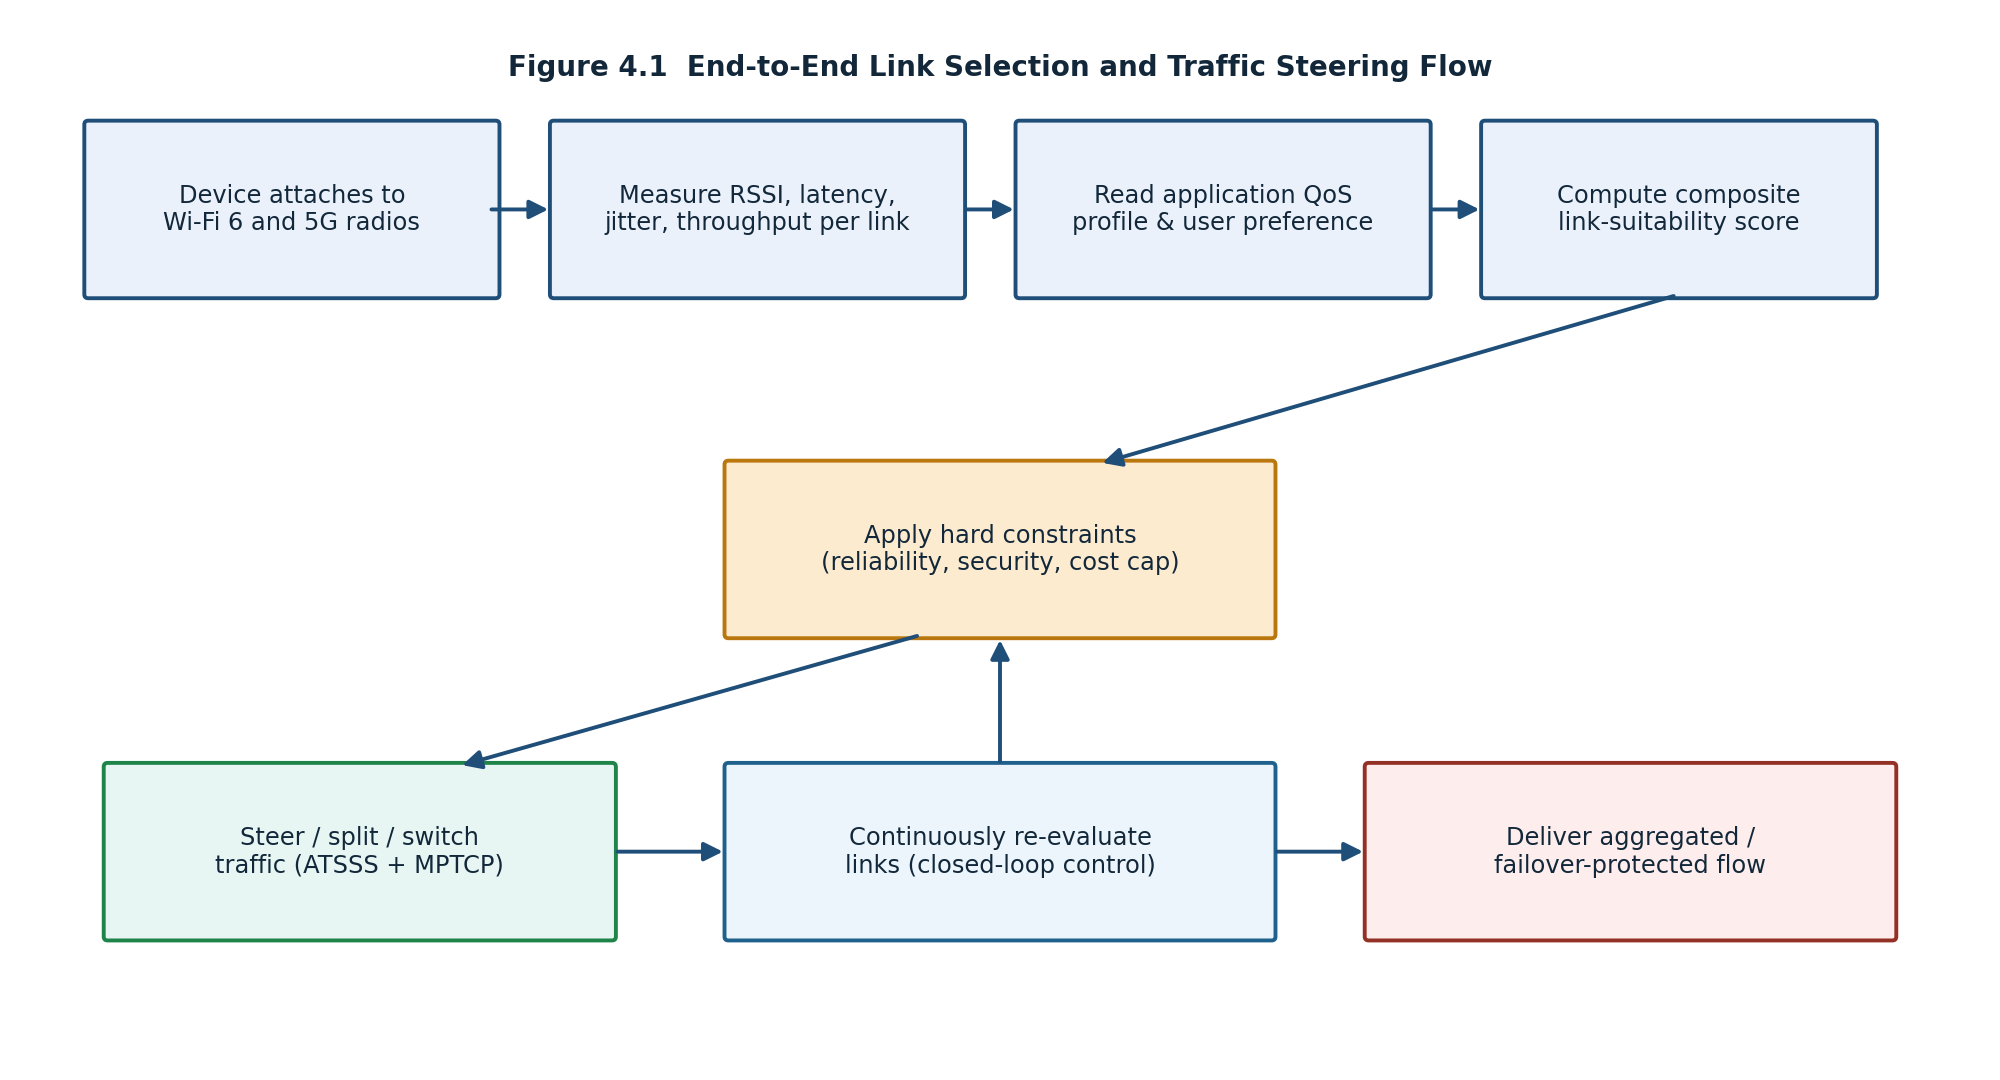 Figure 4.1  End-to-End Link Selection and Traffic Steering Flow
Device attaches to
Wi-Fi 6 and 5G radios
Measure RSSI, latency,
jitter, throughput per link
Read application QoS
profile & user preference
Compute composite
link-suitability score
Apply hard constraints
(reliability, security, cost cap)
Steer / split / switch
traffic (ATSSS + MPTCP)
Continuously re-evaluate
links (closed-loop control)
Deliver aggregated /
failover-protected flow